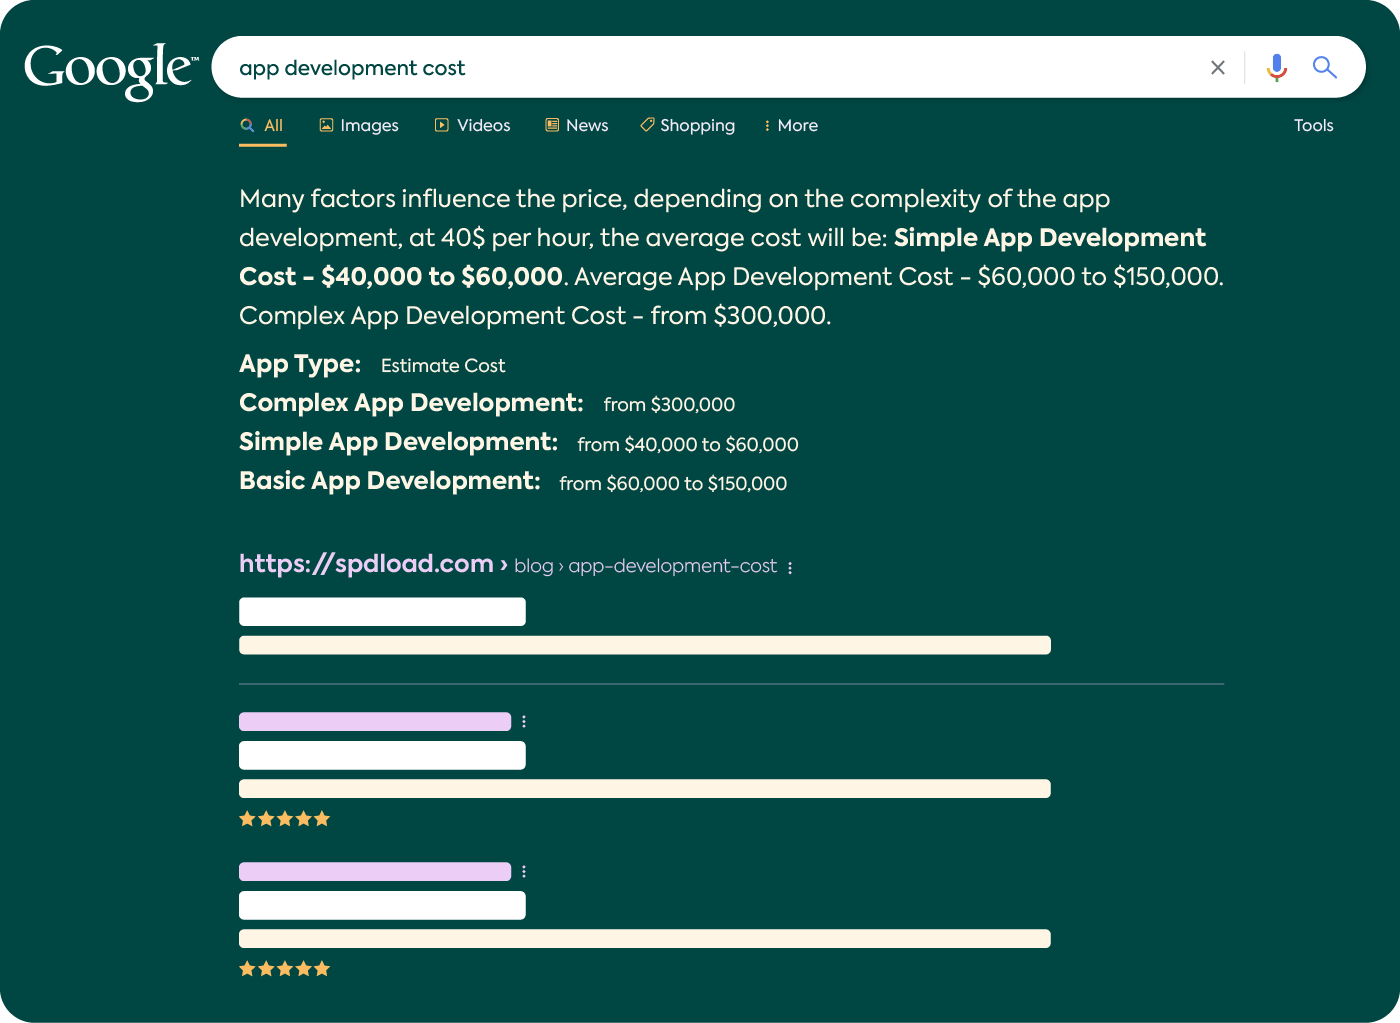 Google™
app development cost
All Images Videos News Shopping More Tools
Many factors influence the price, depending on the complexity of the app
development, at 40$ per hour, the average cost will be: Simple App Development
Cost - $40,000 to $60,000. Average App Development Cost - $60,000 to $150,000.
Complex App Development Cost - from $300,000.
App Type: Estimate Cost
Complex App Development: from $300,000
Simple App Development: from $40,000 to $60,000
Basic App Development: from $60,000 to $150,000
https://spdload.com › blog › app-development-cost